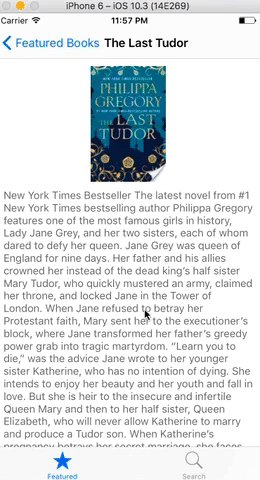 iPhone 6 – iOS 10.3 (14E269)
Carrier 11:57 PM
Featured Books The Last Tudor
PHILIPPA
GREGORY
THE LAST
TUDOR
New York Times Bestseller The latest novel from #1
New York Times bestselling author Philippa Gregory
features one of the most famous girls in history,
Lady Jane Grey, and her two sisters, each of whom
dared to defy her queen. Jane Grey was queen of
England for nine days. Her father and his allies
crowned her instead of the dead king’s half sister
Mary Tudor, who quickly mustered an army, claimed
her throne, and locked Jane in the Tower of
London. When Jane refused to betray her
Protestant faith, Mary sent her to the executioner’s
block, where Jane transformed her father’s greedy
power grab into tragic martyrdom. “Learn you to
die,” was the advice Jane wrote to her younger
sister Katherine, who has no intention of dying. She
intends to enjoy her beauty and her youth and fall in
love. But she is heir to the insecure and infertile
Queen Mary and then to her half sister, Queen
Elizabeth, who will never allow Katherine to marry
and produce a Tudor son. When Katherine’s
pregnancy betrays her secret marriage, she faces
Featured
Search